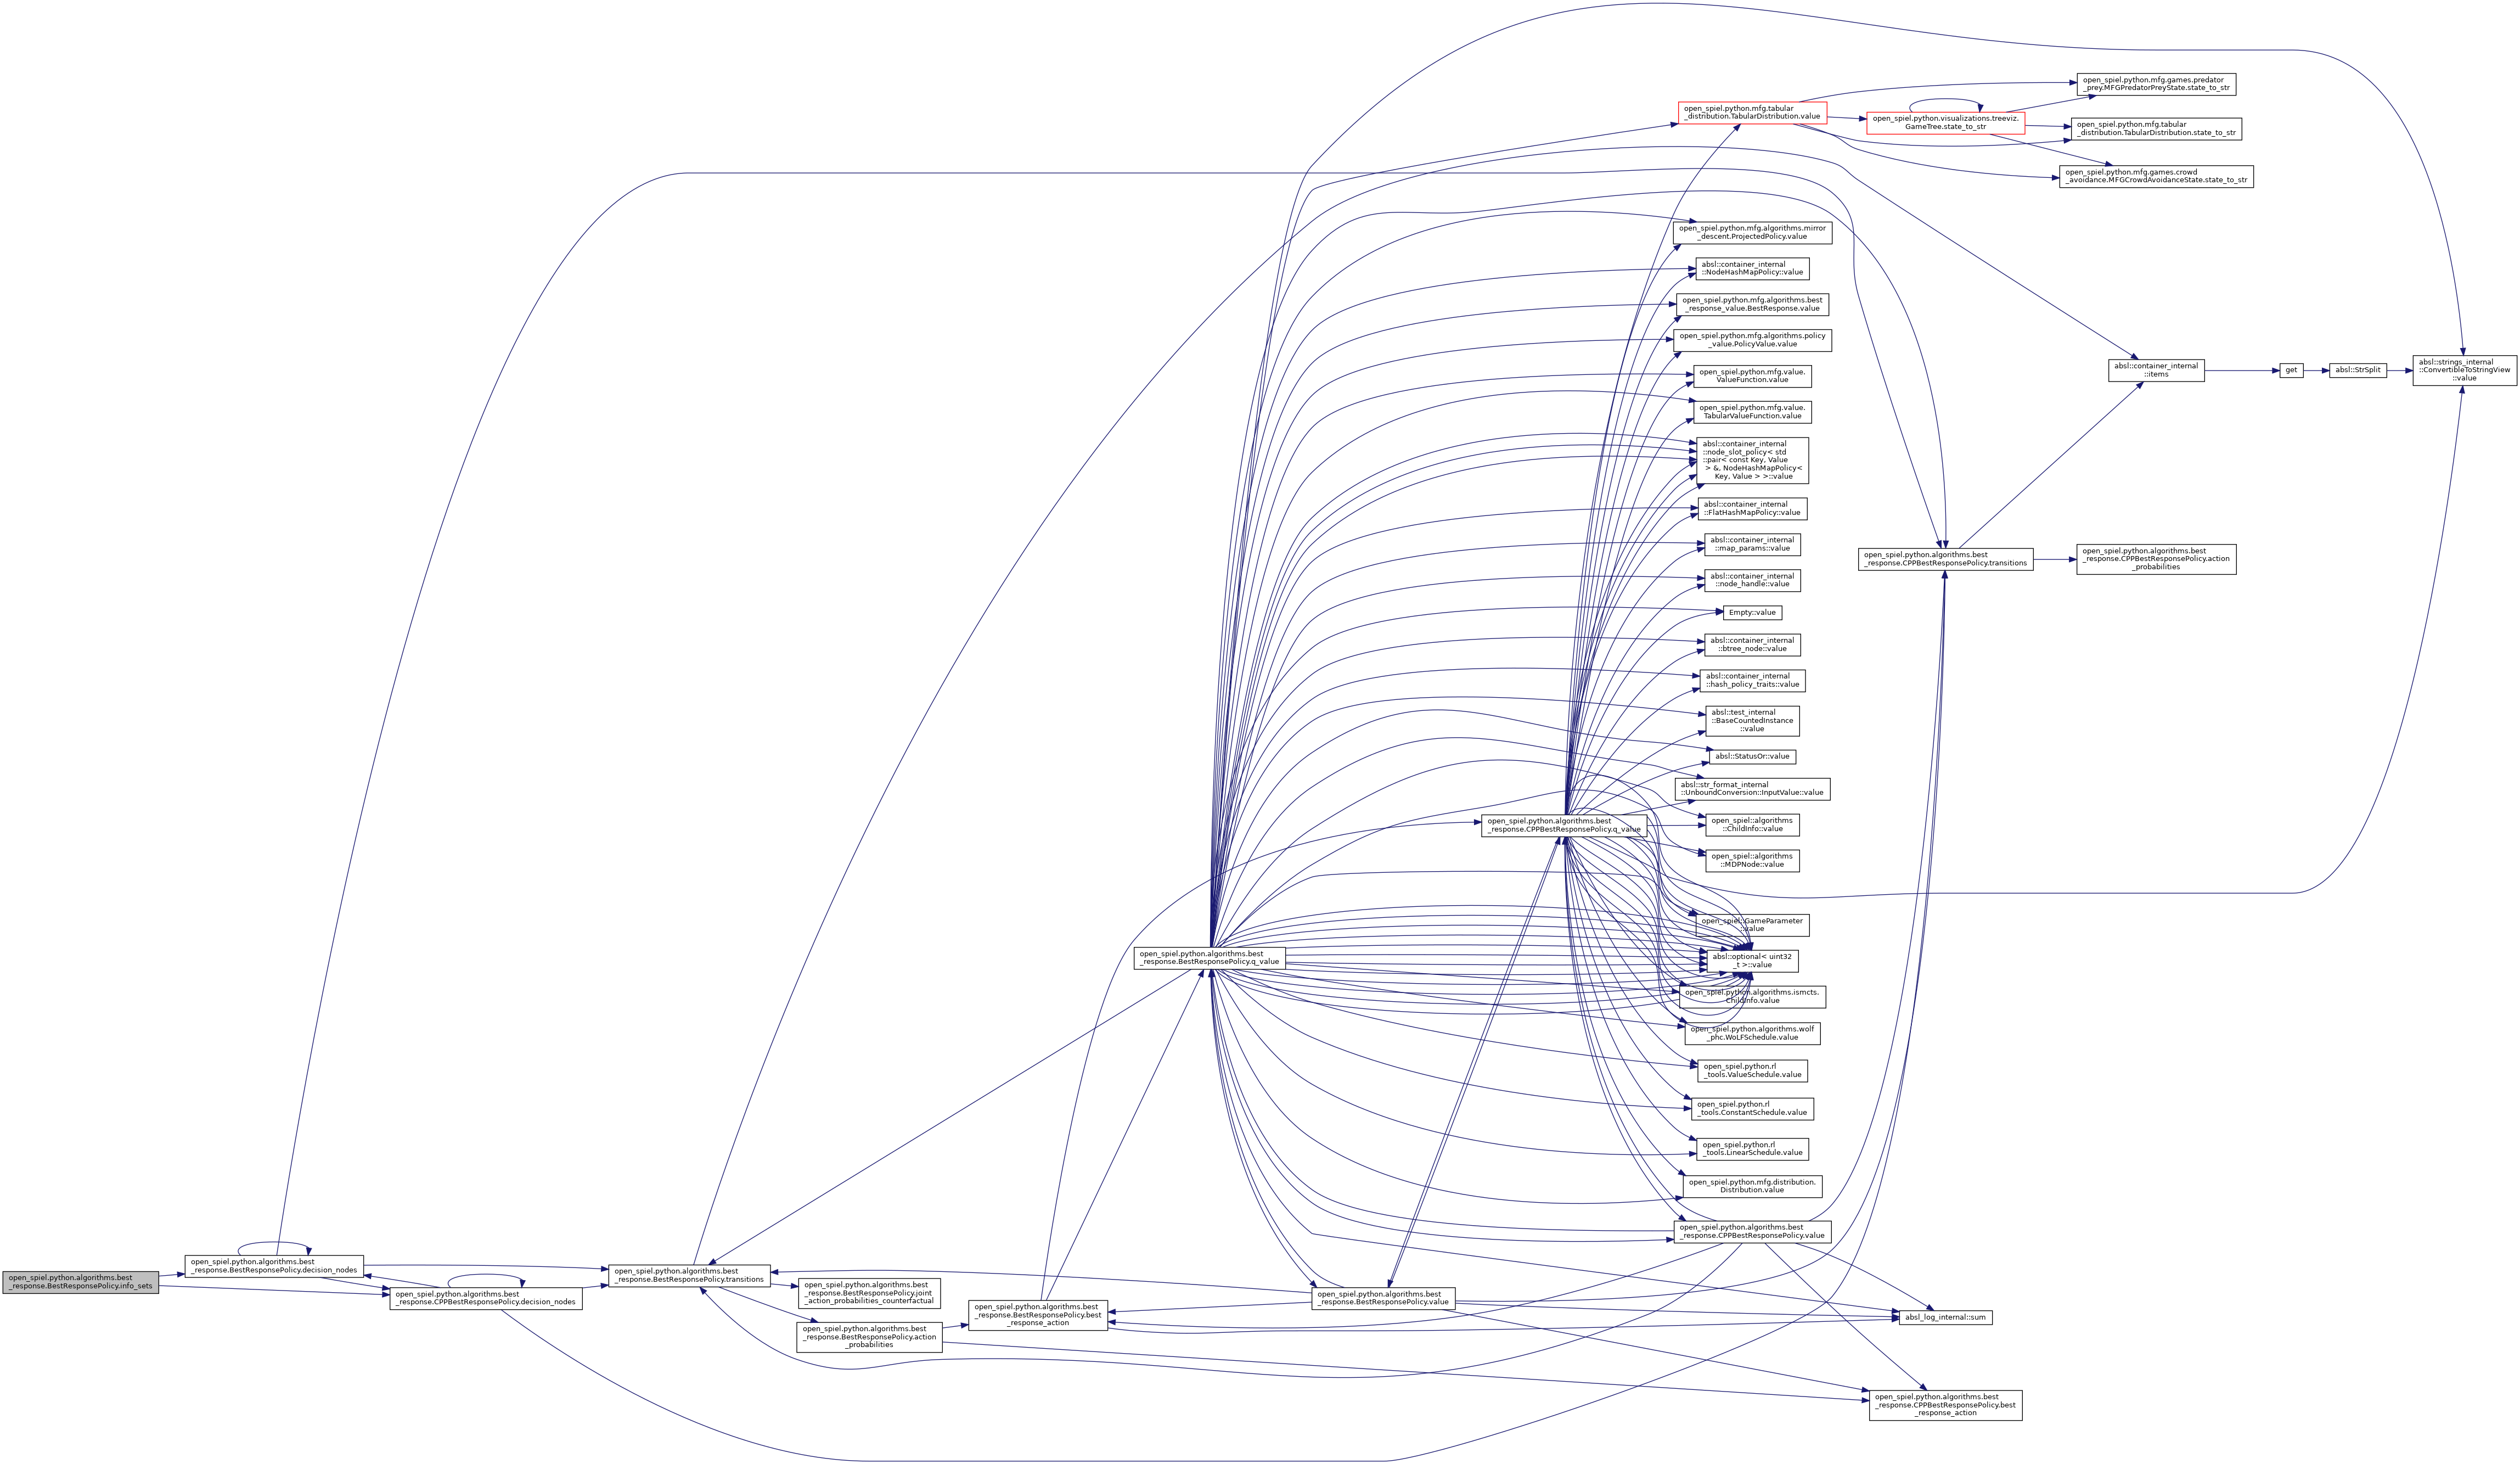 open_spiel.python.algorithms.best
_response.BestResponsePolicy.info_sets
open_spiel.python.algorithms.best
_response.BestResponsePolicy.decision_nodes
open_spiel.python.algorithms.best
_response.CPPBestResponsePolicy.decision_nodes
open_spiel.python.algorithms.best
_response.BestResponsePolicy.transitions
open_spiel.python.algorithms.best
_response.BestResponsePolicy.joint
_action_probabilities_counterfactual
open_spiel.python.algorithms.best
_response.BestResponsePolicy.action
_probabilities
open_spiel.python.algorithms.best
_response.BestResponsePolicy.best
_response_action
open_spiel.python.algorithms.best
_response.BestResponsePolicy.q_value
open_spiel.python.algorithms.best
_response.BestResponsePolicy.value
open_spiel.python.algorithms.best
_response.CPPBestResponsePolicy.q_value
open_spiel.python.mfg.tabular
_distribution.TabularDistribution.value
open_spiel.python.mfg.algorithms.mirror
_descent.ProjectedPolicy.value
absl::container_internal
::NodeHashMapPolicy::value
open_spiel.python.mfg.algorithms.best
_response_value.BestResponse.value
open_spiel.python.mfg.algorithms.policy
_value.PolicyValue.value
open_spiel.python.mfg.value.
ValueFunction.value
open_spiel.python.mfg.value.
TabularValueFunction.value
absl::container_internal
::node_slot_policy< std
::pair< const Key, Value
> &, NodeHashMapPolicy<
Key, Value > >::value
absl::container_internal
::FlatHashMapPolicy::value
absl::container_internal
::map_params::value
absl::container_internal
::node_handle::value
Empty::value
absl::container_internal
::btree_node::value
absl::container_internal
::hash_policy_traits::value
absl::test_internal
::BaseCountedInstance
::value
absl::StatusOr::value
absl::str_format_internal
::UnboundConversion::InputValue::value
open_spiel::algorithms
::ChildInfo::value
open_spiel::algorithms
::MDPNode::value
open_spiel::GameParameter
::value
absl::optional< uint32
_t >::value
open_spiel.python.algorithms.ismcts.
ChildInfo.value
open_spiel.python.algorithms.wolf
_phc.WoLFSchedule.value
open_spiel.python.rl
_tools.ValueSchedule.value
open_spiel.python.rl
_tools.ConstantSchedule.value
open_spiel.python.rl
_tools.LinearSchedule.value
open_spiel.python.mfg.distribution.
Distribution.value
open_spiel.python.algorithms.best
_response.CPPBestResponsePolicy.value
open_spiel.python.visualizations.treeviz.
GameTree.state_to_str
open_spiel.python.mfg.games.predator
_prey.MFGPredatorPreyState.state_to_str
open_spiel.python.mfg.tabular
_distribution.TabularDistribution.state_to_str
open_spiel.python.mfg.games.crowd
_avoidance.MFGCrowdAvoidanceState.state_to_str
open_spiel.python.algorithms.best
_response.CPPBestResponsePolicy.transitions
absl::container_internal
::items
get
absl::StrSplit
absl::strings_internal
::ConvertibleToStringView
::value
open_spiel.python.algorithms.best
_response.CPPBestResponsePolicy.action
_probabilities
absl_log_internal::sum
open_spiel.python.algorithms.best
_response.CPPBestResponsePolicy.best
_response_action